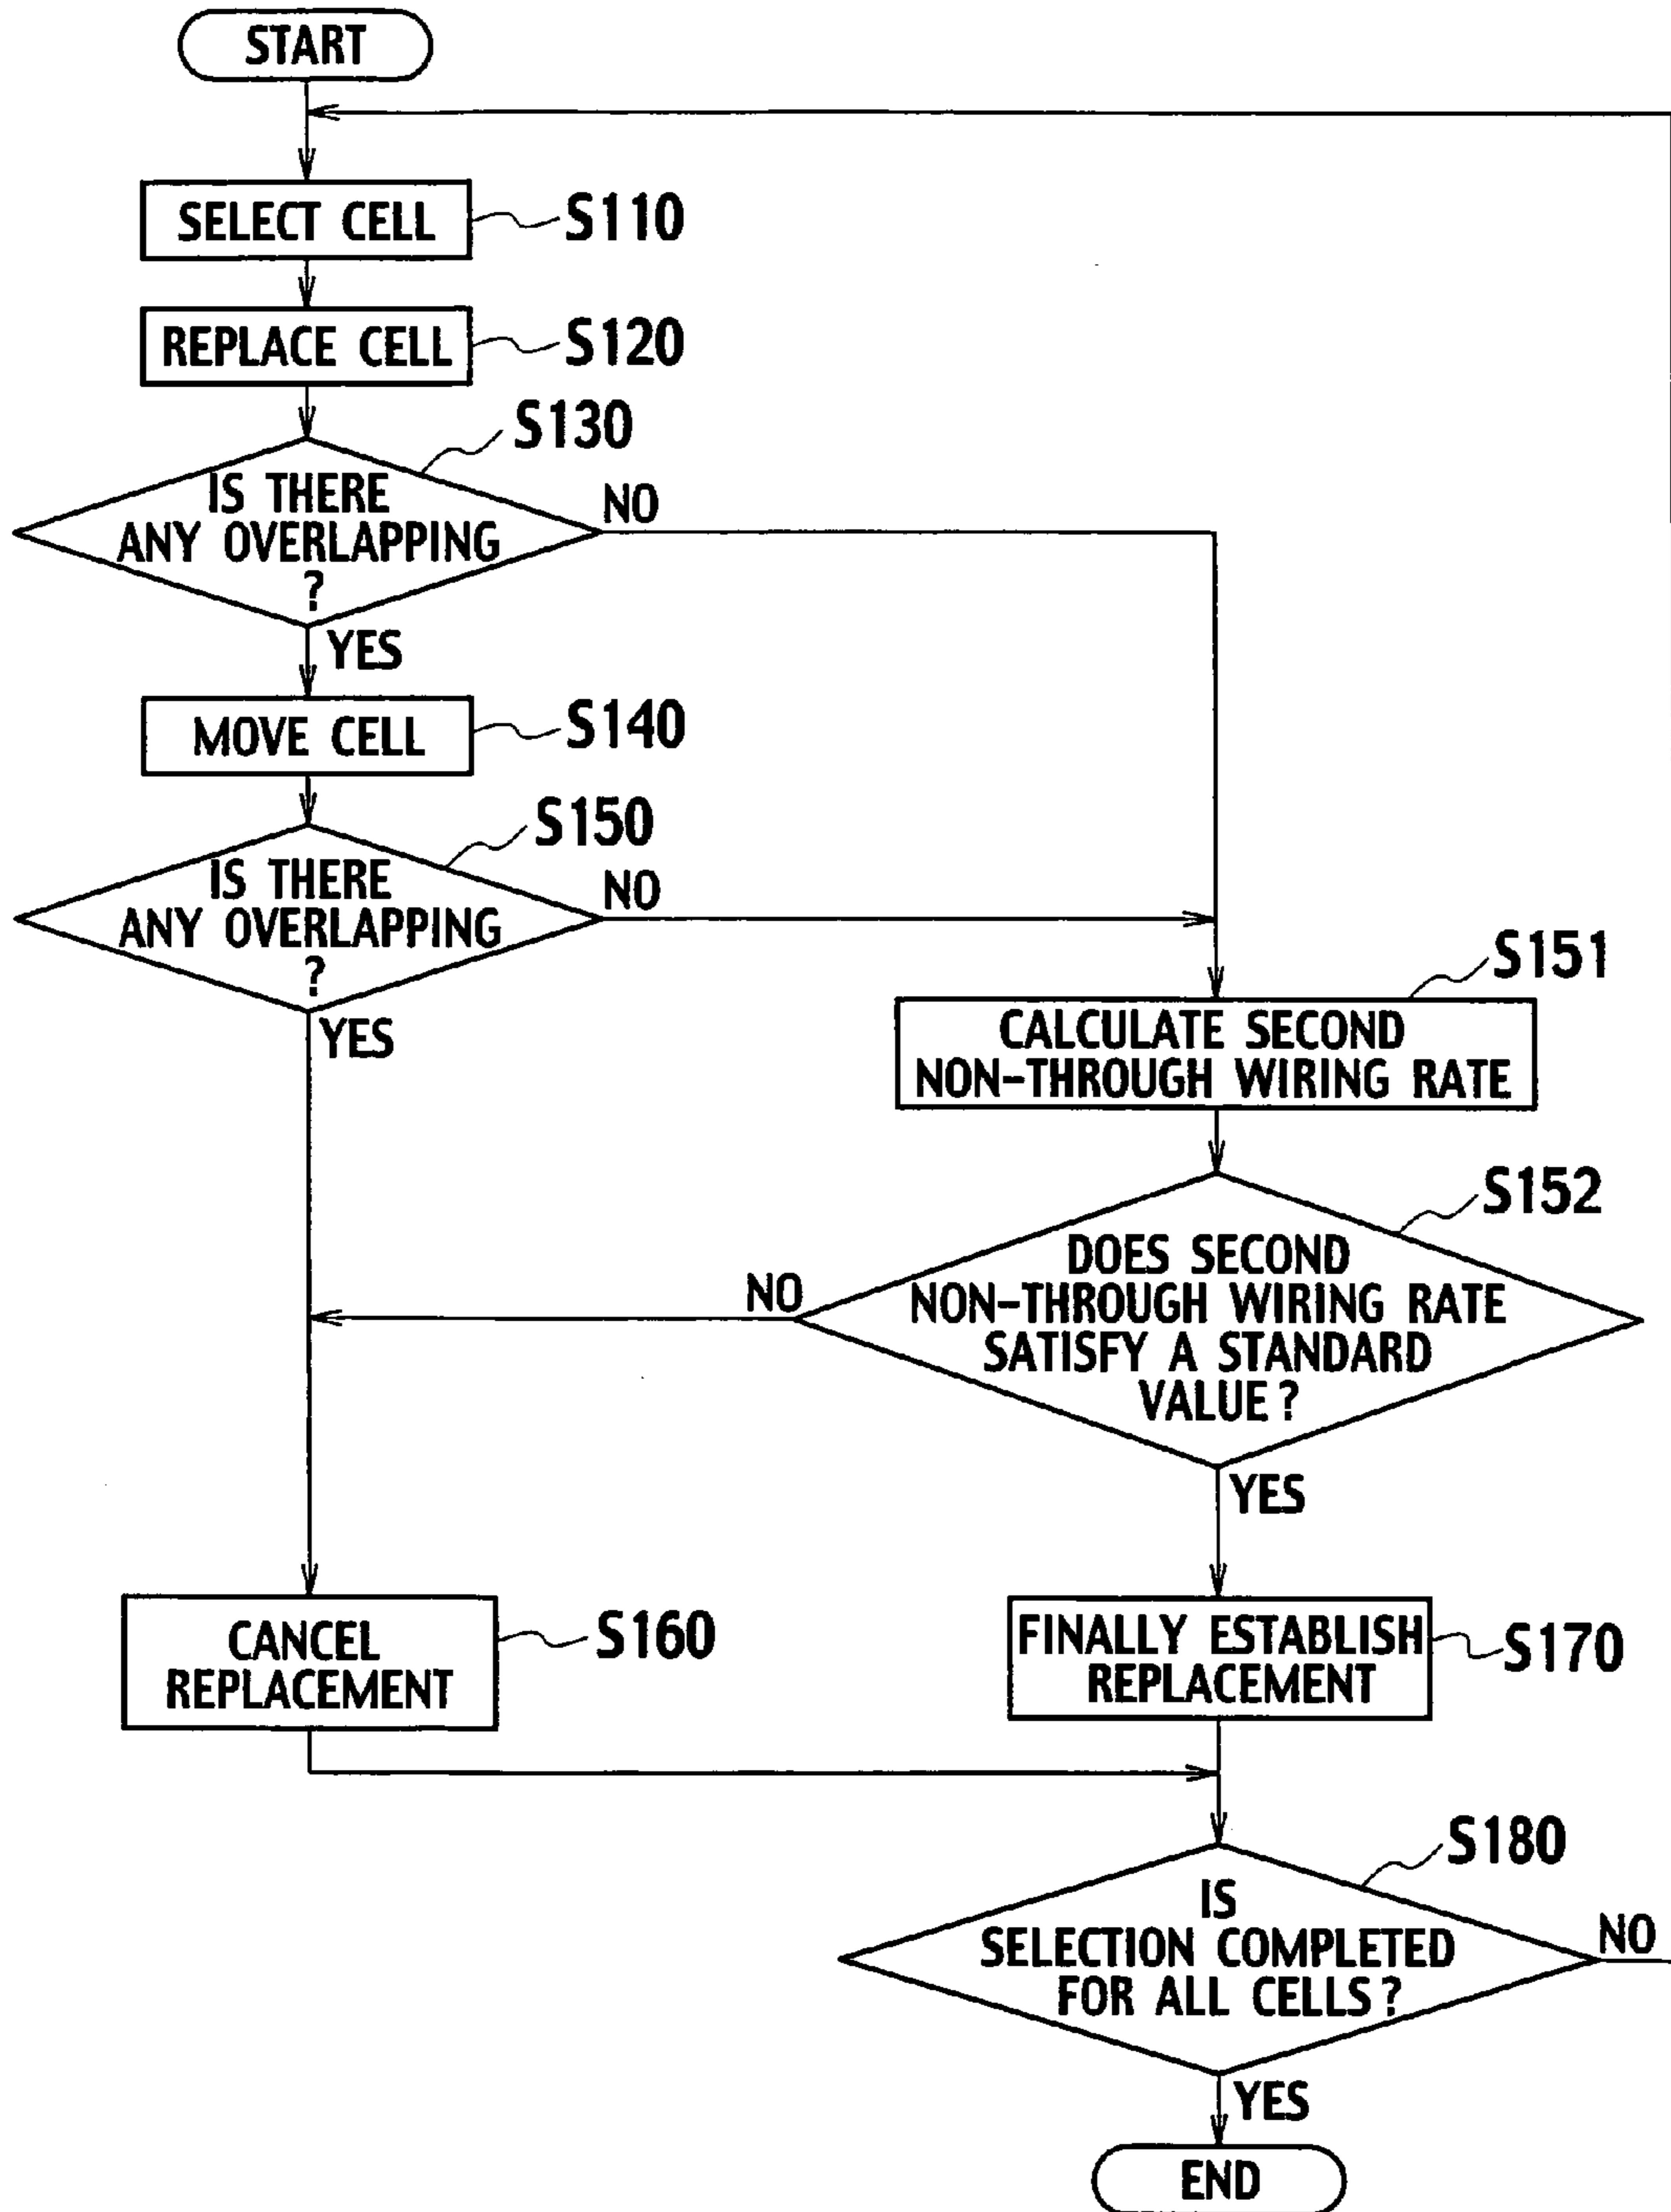 START
SELECT CELL
S110
REPLACE CELL
S120
S130
IS THERE
ANY OVERLAPPING
?
NO
YES
MOVE CELL
S140
S150
IS THERE
ANY OVERLAPPING
?
NO
YES
S151
CALCULATE SECOND
NON-THROUGH WIRING RATE
S152
DOES SECOND
NON-THROUGH WIRING RATE
SATISFY A STANDARD
VALUE?
NO
YES
CANCEL
REPLACEMENT
S160
FINALLY ESTABLISH
REPLACEMENT
S170
S180
IS
SELECTION COMPLETED
FOR ALL CELLS?
NO
YES
END